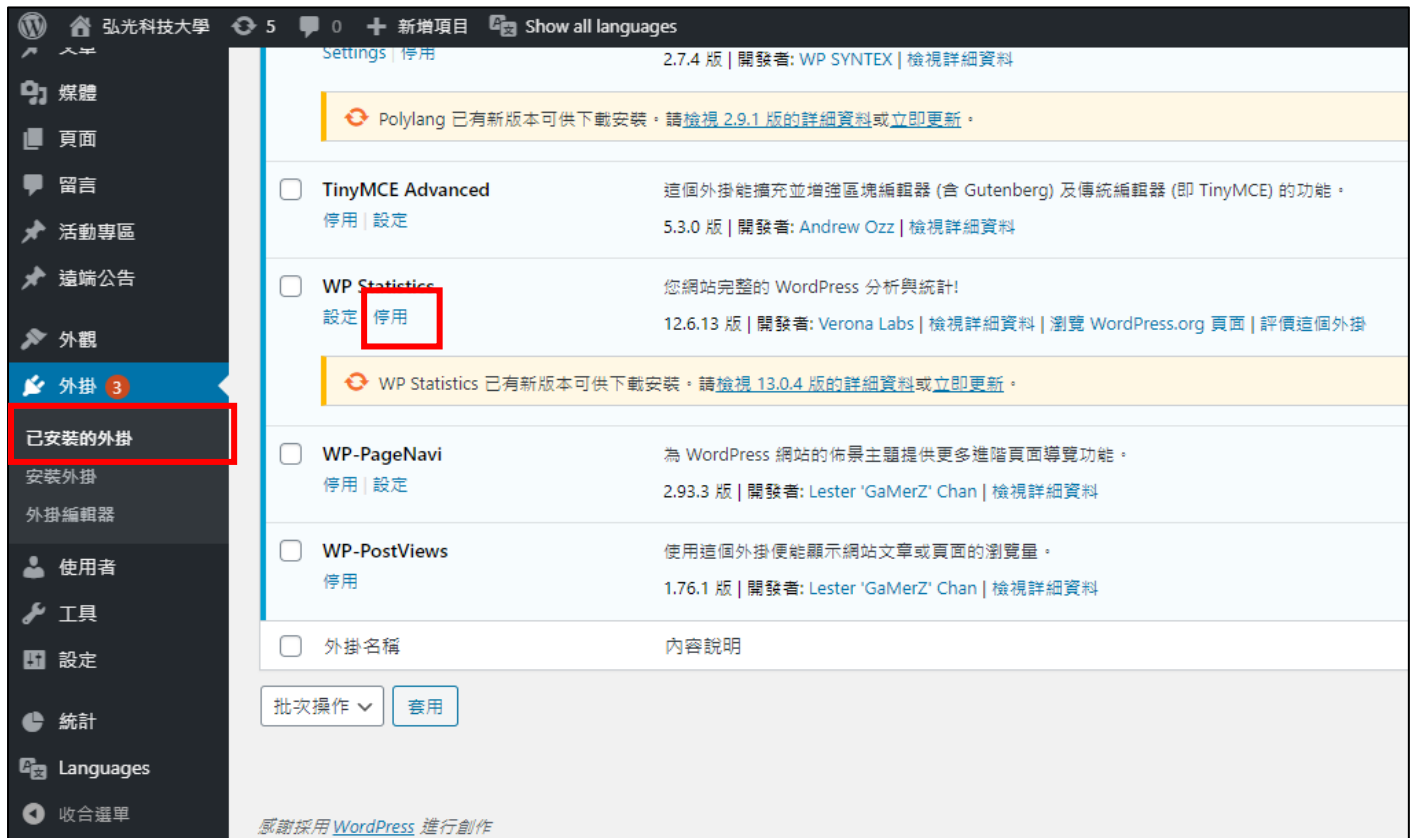 弘光科技大學 5 0 新增項目 Show all languages
媒體
頁面
留言
活動專區
遠端公告
外觀
外掛 3
已安裝的外掛
安裝外掛
外掛編輯器
使用者
工具
設定
統計
Languages
收合選單
Settings | 停用
2.7.4 版 | 開發者: WP SYNTEX | 檢視詳細資料
Polylang 已有新版本可供下載安裝。請檢視 2.9.1 版的詳細資料或立即更新。
TinyMCE Advanced
停用 | 設定
這個外掛能擴充並增強區塊編輯器 (含 Gutenberg) 及傳統編輯器 (即 TinyMCE) 的功能。
5.3.0 版 | 開發者: Andrew Ozz | 檢視詳細資料
WP Statistics
設定 停用
您網站完整的 WordPress 分析與統計!
12.6.13 版 | 開發者: Verona Labs | 檢視詳細資料 | 瀏覽 WordPress.org 頁面 | 評價這個外掛
WP Statistics 已有新版本可供下載安裝。請檢視 13.0.4 版的詳細資料或立即更新。
WP-PageNavi
停用 | 設定
為 WordPress 網站的佈景主題提供更多進階頁面導覽功能。
2.93.3 版 | 開發者: Lester 'GaMerZ' Chan | 檢視詳細資料
WP-PostViews
停用
使用這個外掛便能顯示網站文章或頁面的瀏覽量。
1.76.1 版 | 開發者: Lester 'GaMerZ' Chan | 檢視詳細資料
外掛名稱 內容說明
批次操作 套用
感謝採用 WordPress 進行創作